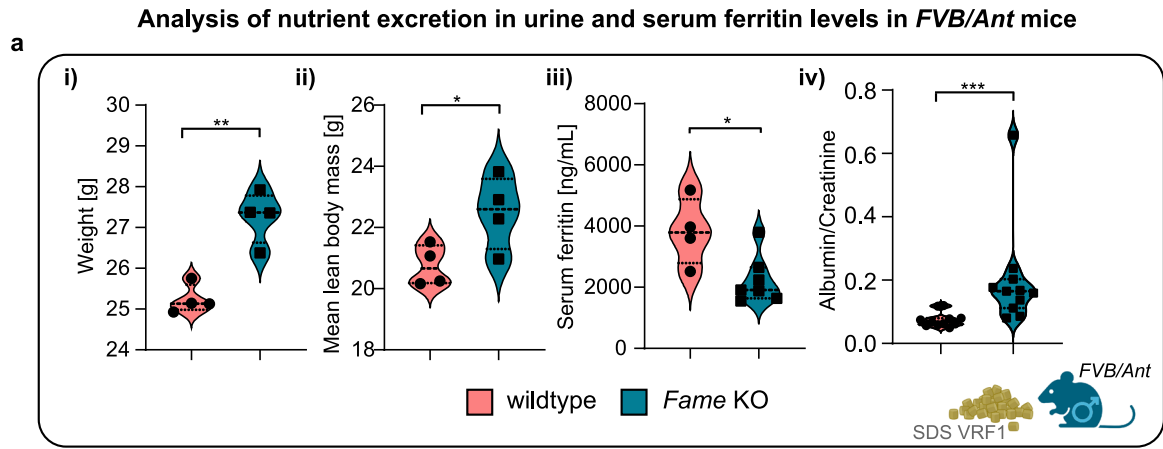 Analysis of nutrient excretion in urine and serum ferritin levels in FVB/Ant mice
a
i)
Weight [g]
30
29
28
27
26
25
24
**
ii)
Mean lean body mass [g]
26
24
22
20
18
*
iii)
Serum ferritin [ng/mL]
8000
6000
4000
2000
0
*
iv)
Albumin/Creatinine
0.8
0.6
0.4
0.2
0.0
***
wildtype
Fame KO
SDS VRF1
FVB/Ant